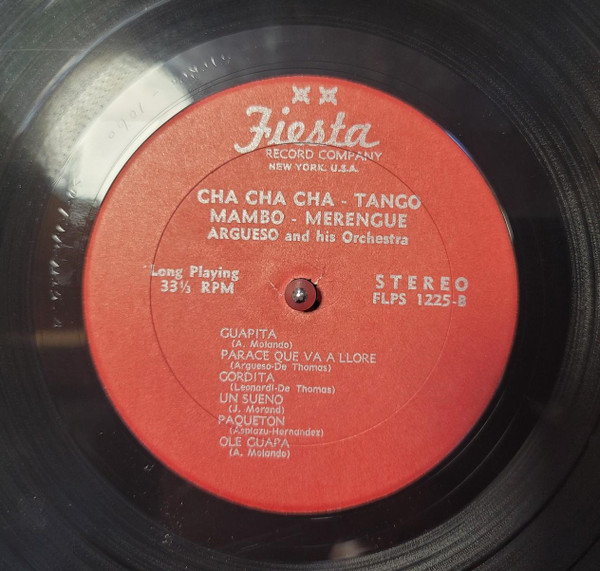 Fiesta
RECORD COMPANY
NEW YORK. U.S.A.
CHA CHA CHA - TANGO
MAMBO - MERENGUE
ARGUESO and his Orchestra
Long Playing
33⅓ RPM
STEREO
FLPS 1225-B
GUAPITA
(A. Molando)
PARACE QUE VA A LLORE
(Argueso-De Thomas)
GORDITA
(Leonardi-De Thomas)
UN SUENO
(J. Morand)
PAQUETON
(Aspiazu-Hernandez)
OLE GUAPA
(A. Molando)